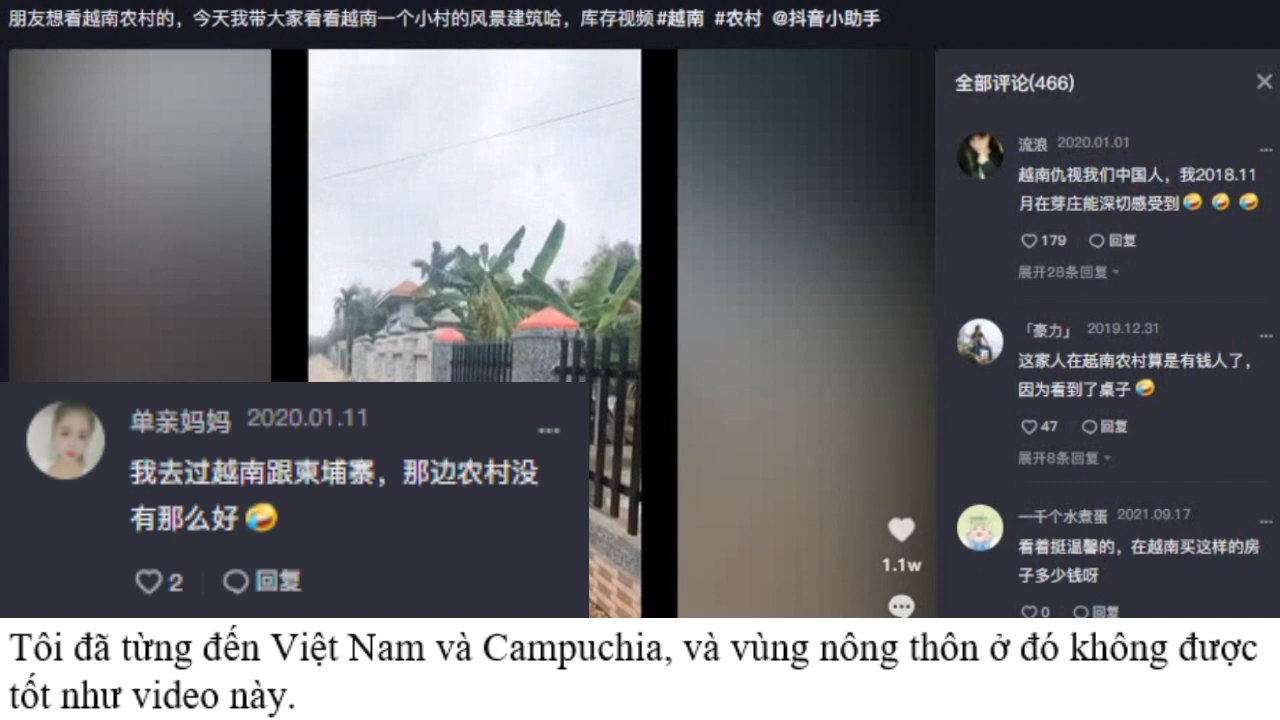 朋友想看越南农村的，今天我带大家看看越南一个小村的风景建筑哈，库存视频#越南 #农村 @抖音小助手
全部评论(466)
流浪 2020.01.01
越南仇视我们中国人，我2018.11
月在芽庄能深切感受到🤣 🤣 🤣
179 回复
展开28条回复
「豪力」 2019.12.31
这家人在越南农村算是有钱人了，
因为看到了桌子🤣
47 回复
展开8条回复
一千个水煮蛋 2021.09.17
看着挺温馨的，在越南买这样的房
子多少钱呀
0 回复
1.1w
单亲妈妈 2020.01.11
我去过越南跟柬埔寨，那边农村没
有那么好🤣
2 回复
Tôi đã từng đến Việt Nam và Campuchia, và vùng nông thôn ở đó không được
tốt như video này.